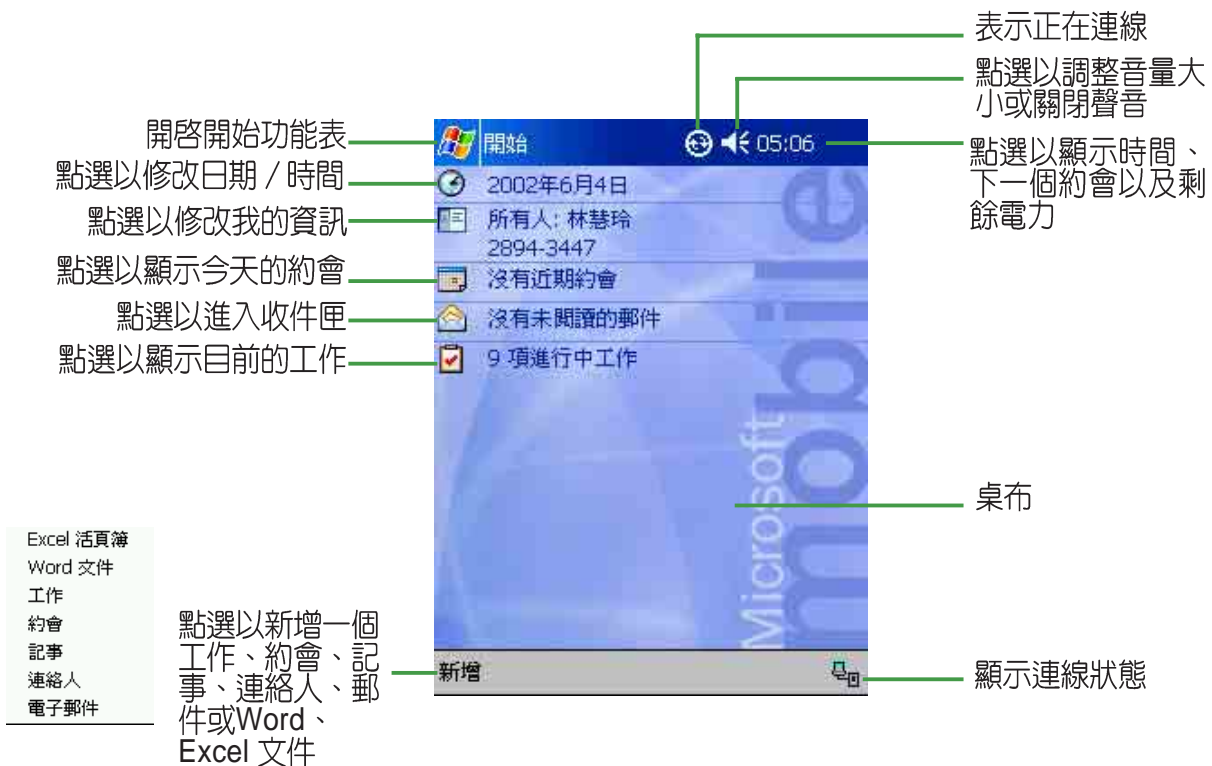 表示正在連線
點選以調整音量大
小或關閉聲音
點選以顯示時間、
下一個約會以及剩
餘電力
開啓開始功能表
點選以修改日期／時間
點選以修改我的資訊
點選以顯示今天的約會
點選以進入收件匣
點選以顯示目前的工作
開始
05:06
2002年6月4日
所有人: 林慧玲
2894-3447
沒有近期約會
沒有未閱讀的郵件
9 項進行中工作
Microsoft
mobile
桌布
Excel 活頁簿
Word 文件
工作
約會
記事
連絡人
電子郵件
點選以新增一個
工作、約會、記
事、連絡人、郵
件或Word、
Excel 文件
新增
顯示連線狀態